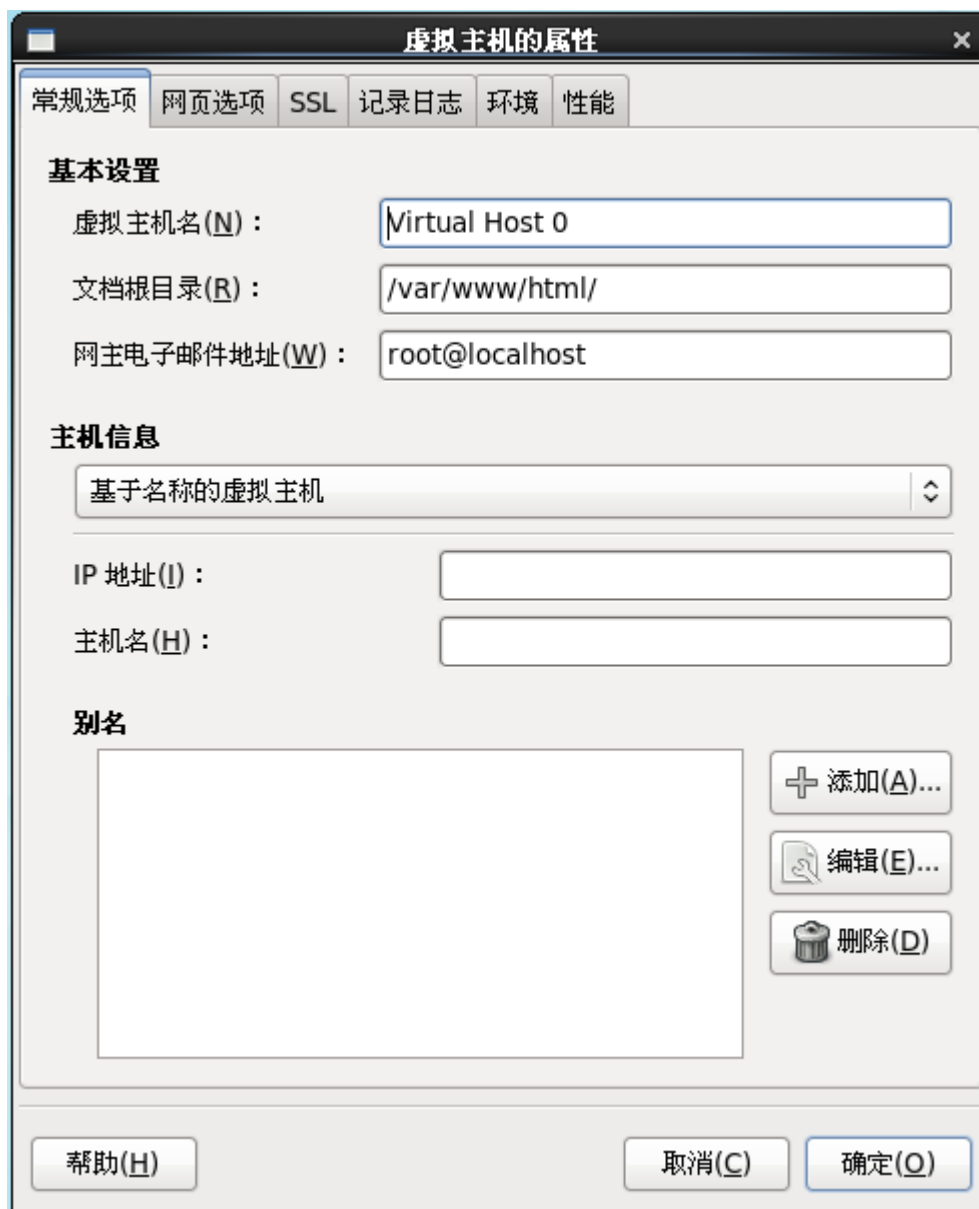 虚拟主机的属性
常规选项 网页选项 SSL 记录日志 环境 性能
基本设置
虚拟主机名(N)： Virtual Host 0
文档根目录(R)： /var/www/html/
网主电子邮件地址(W)： root@localhost
主机信息
基于名称的虚拟主机
IP 地址(I)：
主机名(H)：
别名
添加(A)...
编辑(E)...
删除(D)
帮助(H) 取消(C) 确定(O)